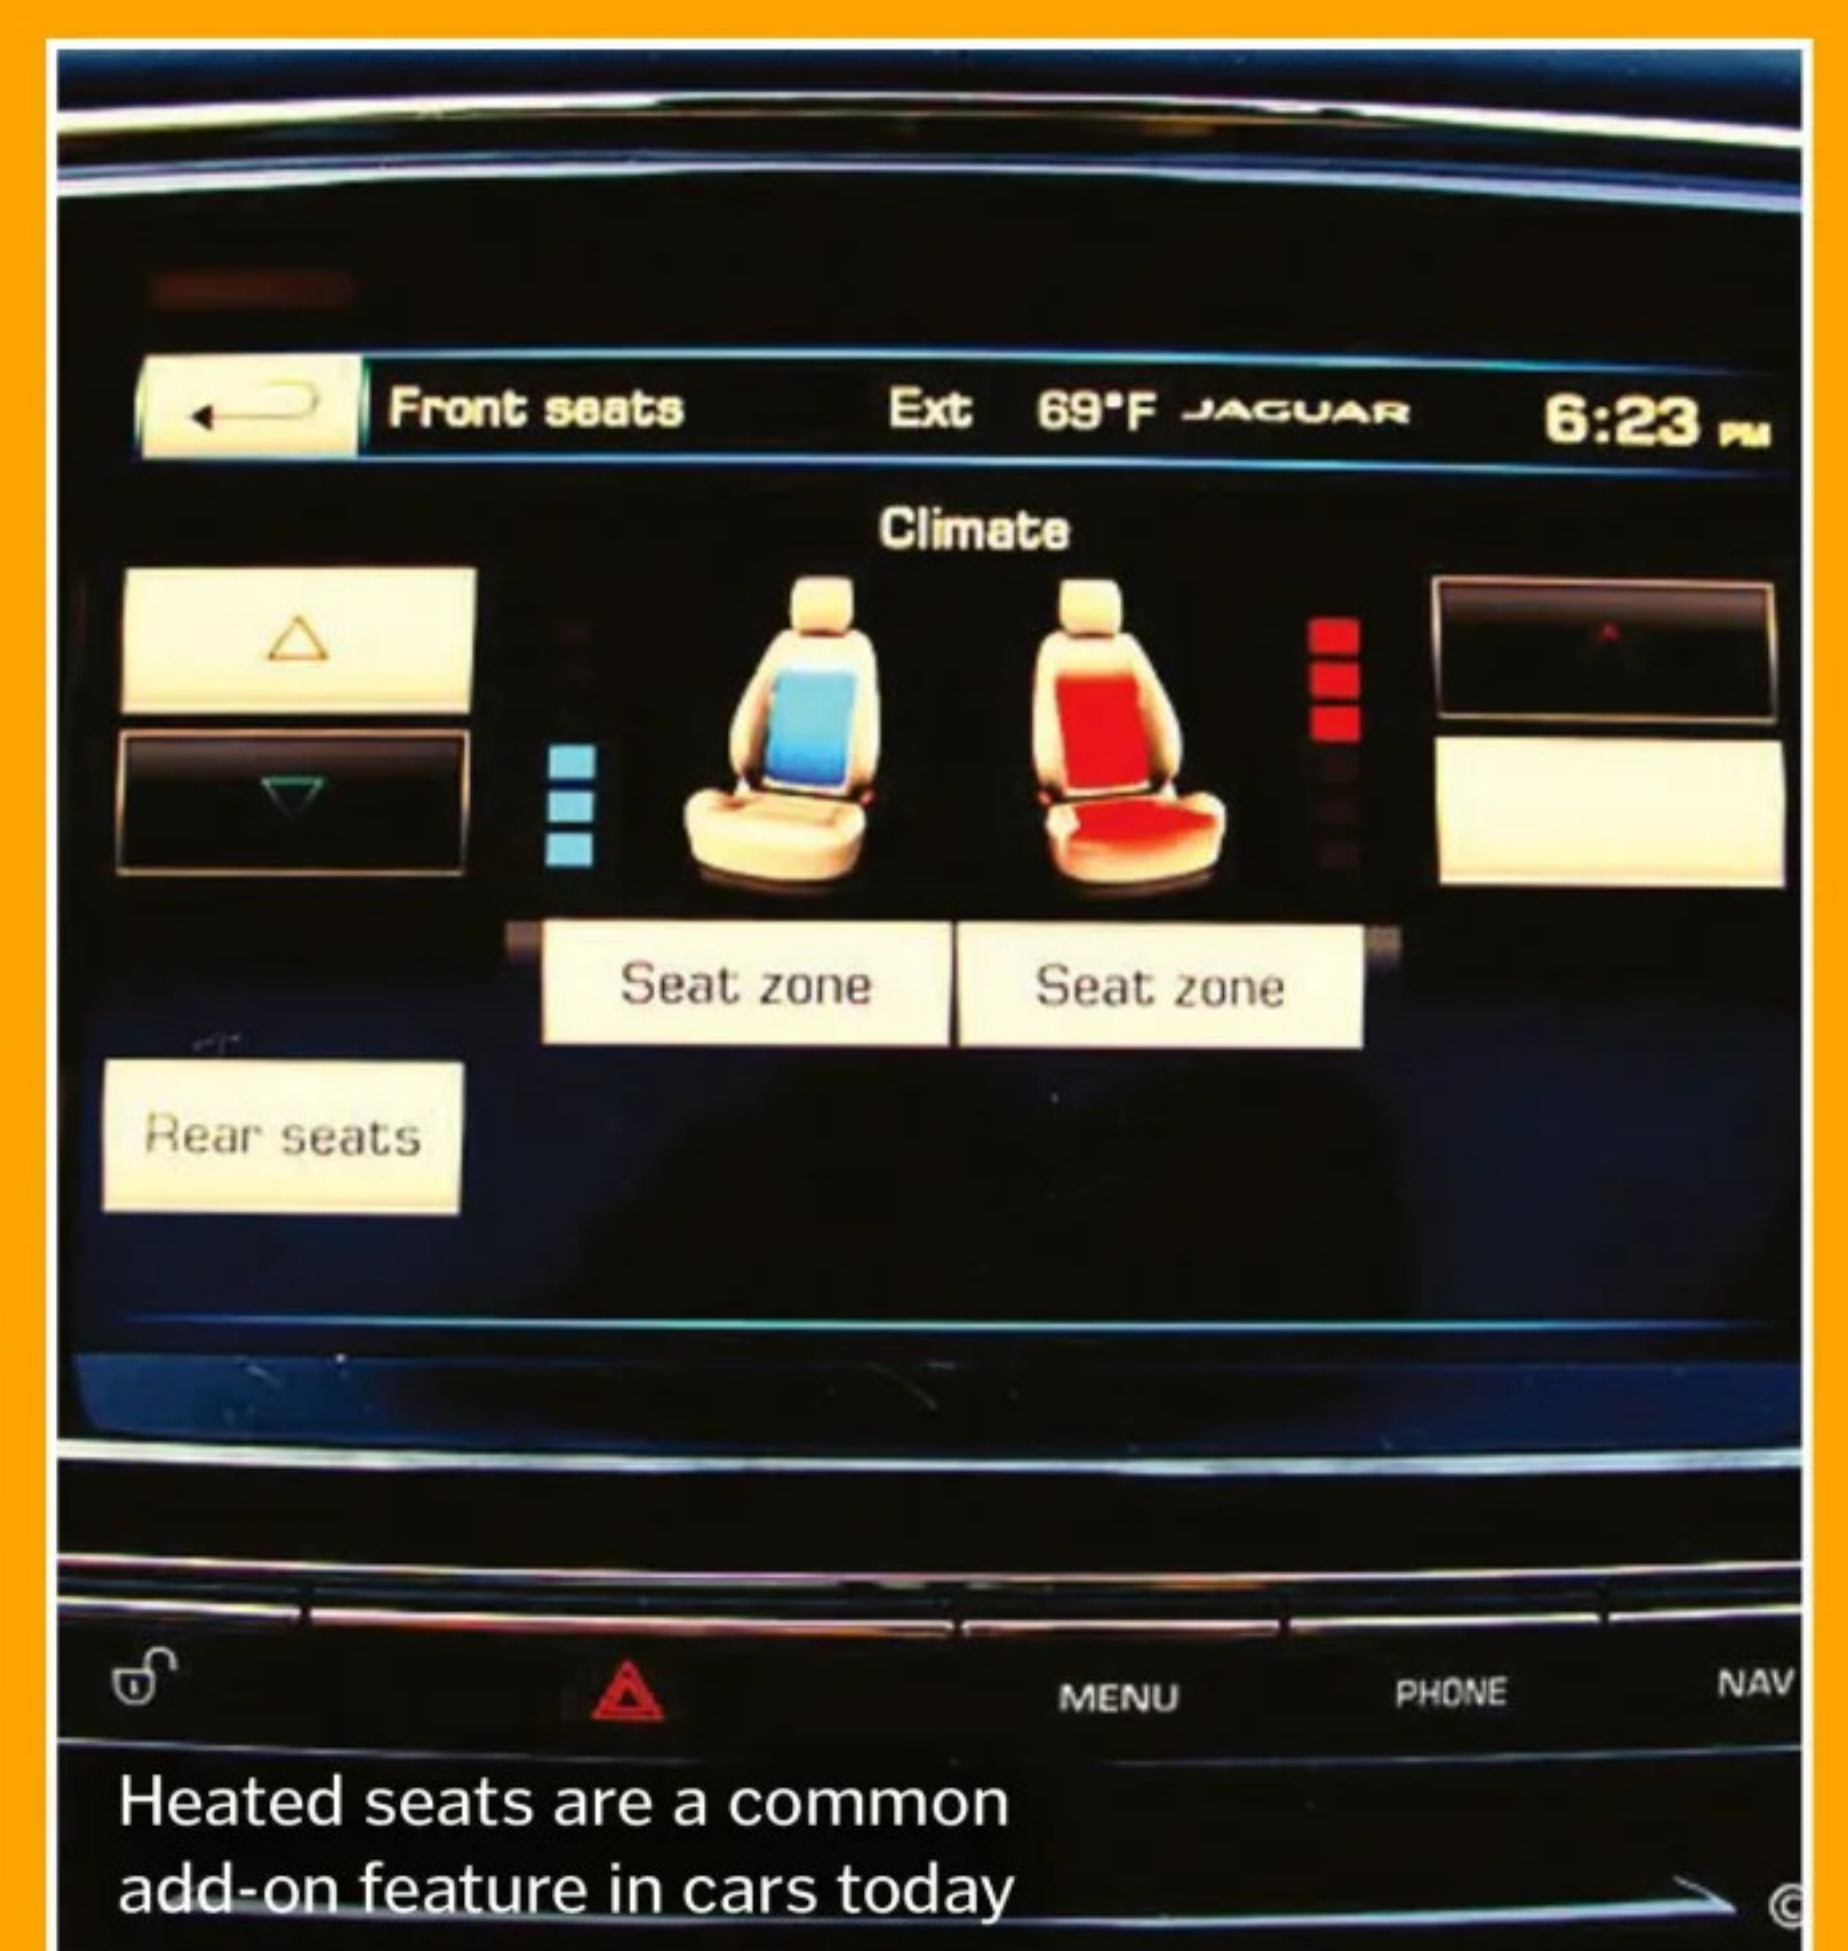 Front seats Ext 69°F JAGUAR 6:23 PM
Climate
Seat zone Seat zone
Rear seats
MENU PHONE NAV
Heated seats are a common
add-on feature in cars today
©